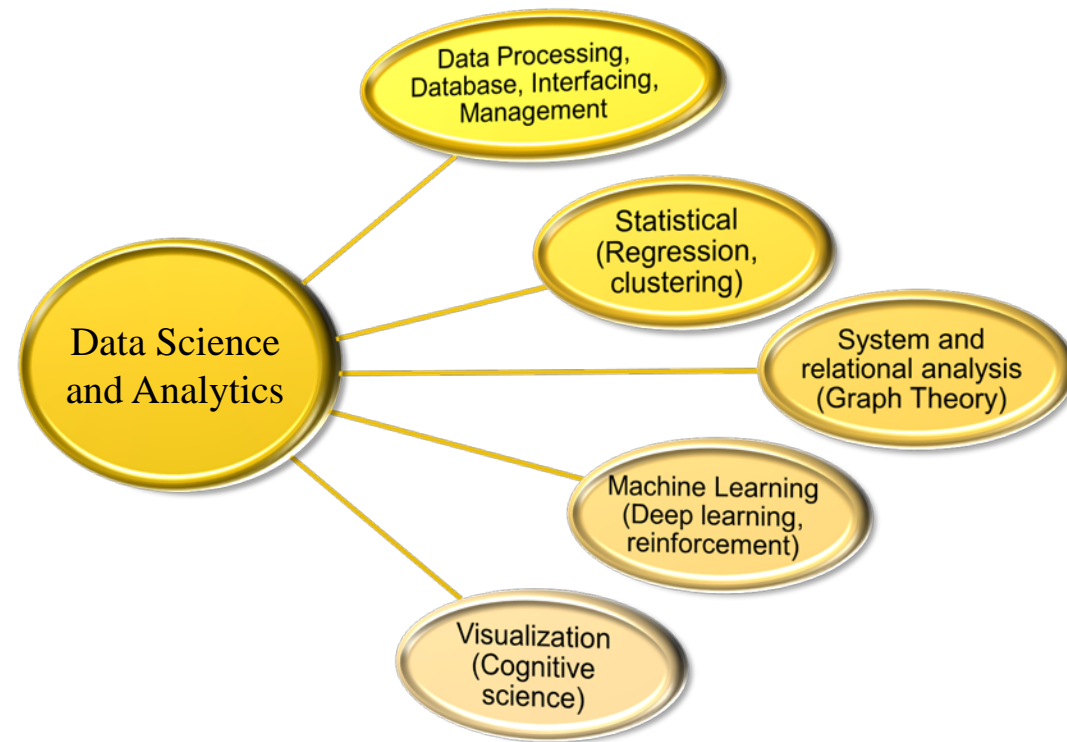 Data Processing,
Database, Interfacing,
Management
Statistical
(Regression,
clustering)
Data Science
and Analytics
System and
relational analysis
(Graph Theory)
Machine Learning
(Deep learning,
reinforcement)
Visualization
(Cognitive
science)